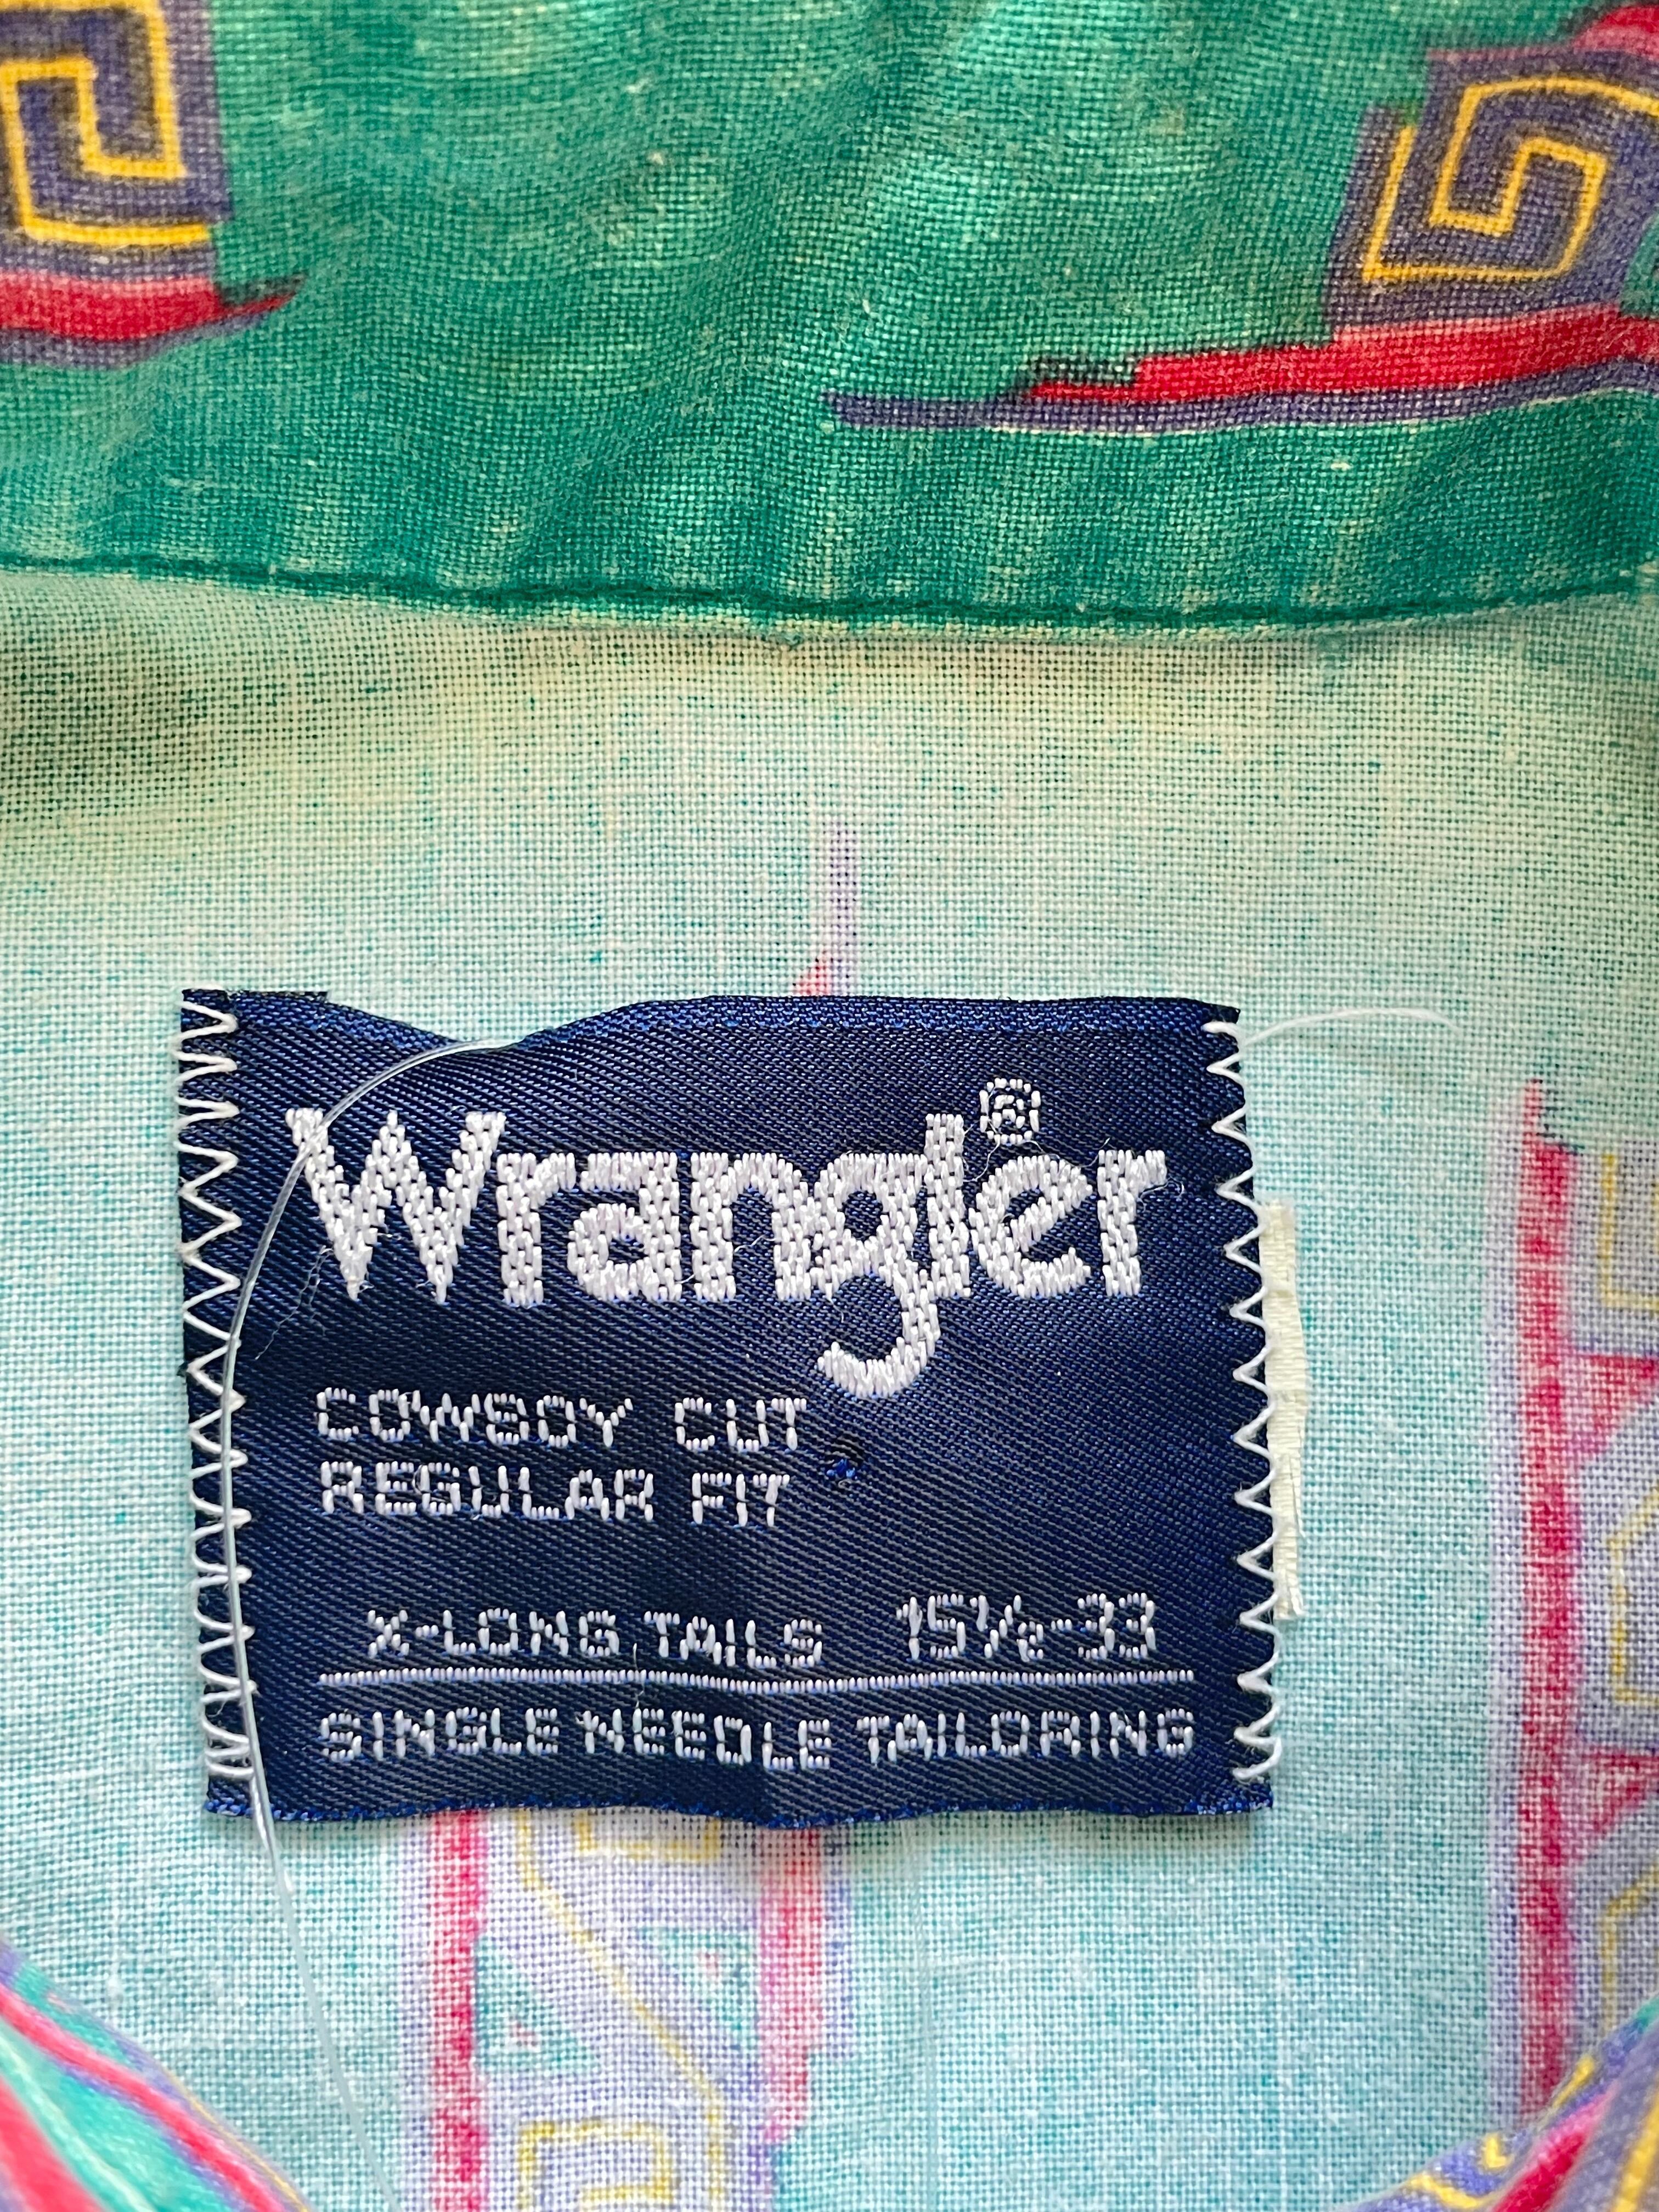 Wrangler®
COWBOY CUT
REGULAR FIT
X-LONG TAILS 15½-33
SINGLE NEEDLE TAILORING